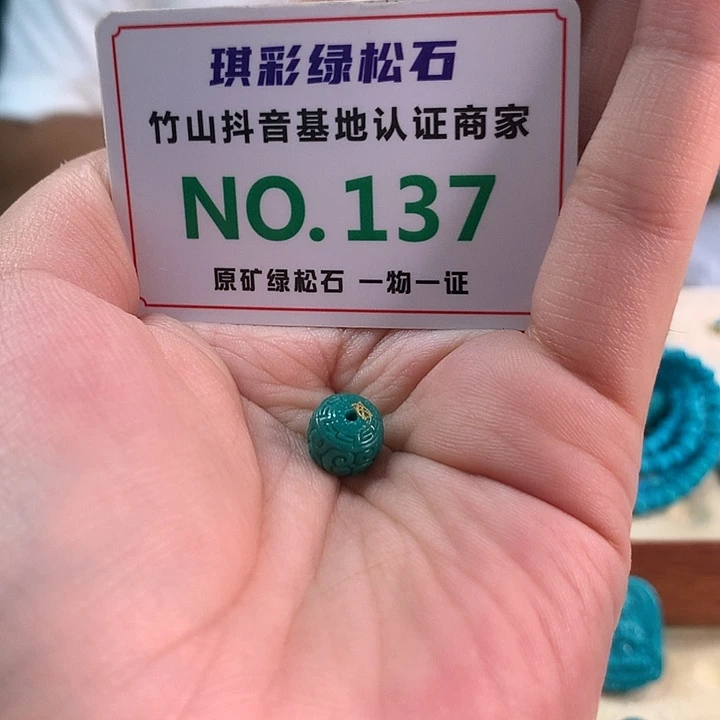 琪彩绿松石
竹山抖音基地认证商家
NO.137
原矿绿松石 一物一证